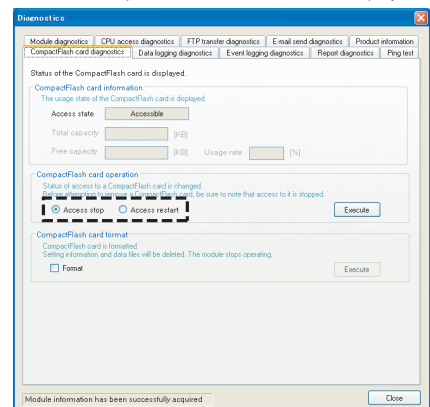 Diagnostics
Module diagnostics CPU access diagnostics FTP transfer diagnostics E-mail send diagnostics Product information
CompactFlash card diagnostics Data logging diagnostics Event logging diagnostics Report diagnostics Ping test
Status of the CompactFlash card is displayed.
CompactFlash card information
The usage state of the CompactFlash card is displayed.
Access state Accessible
Total capacity [KB]
Free capacity [KB] Usage rate [%]
CompactFlash card operation
Status of access to a CompactFlash card is changed.
Before attempting to remove a CompactFlash card, be sure to note that access to it is stopped.
Access stop Access restart Execute
CompactFlash card format
CompactFlash card is formatted.
Setting information and data files will be deleted. The module stops operating.
Format Execute
Module information has been successfully acquired Close